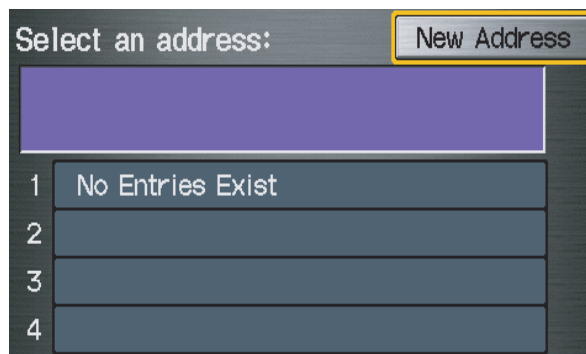 Select an address:
New Address
1 No Entries Exist
2
3
4